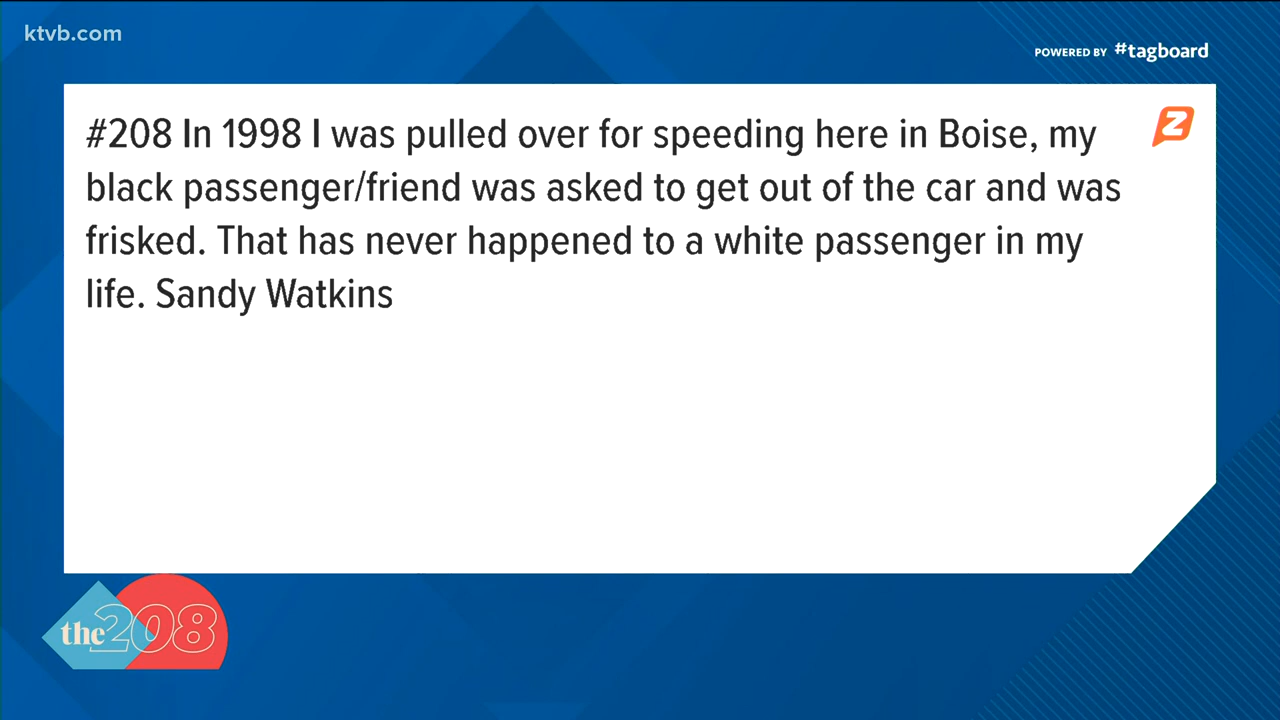 ktvb.com
POWERED BY #tagboard
#208 In 1998 I was pulled over for speeding here in Boise, my
black passenger/friend was asked to get out of the car and was
frisked. That has never happened to a white passenger in my
life. Sandy Watkins
the 208